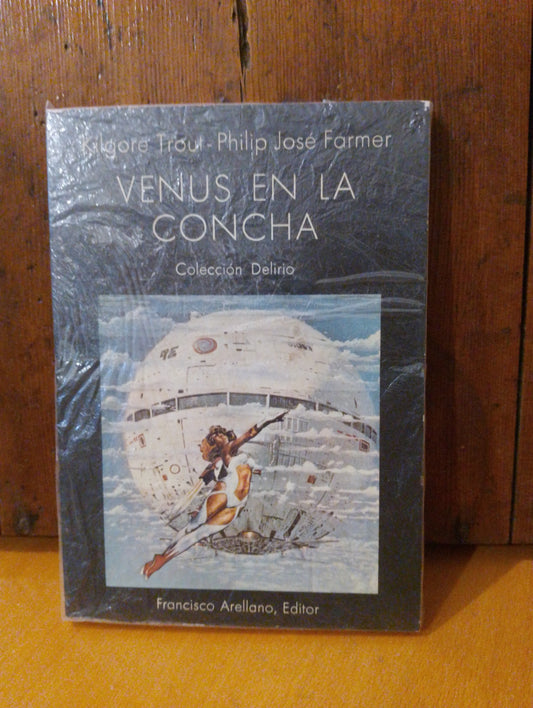 Kilgore Trout - Philip José Farmer
VENUS EN LA
CONCHA
Colección Delirio
Francisco Arellano, Editor